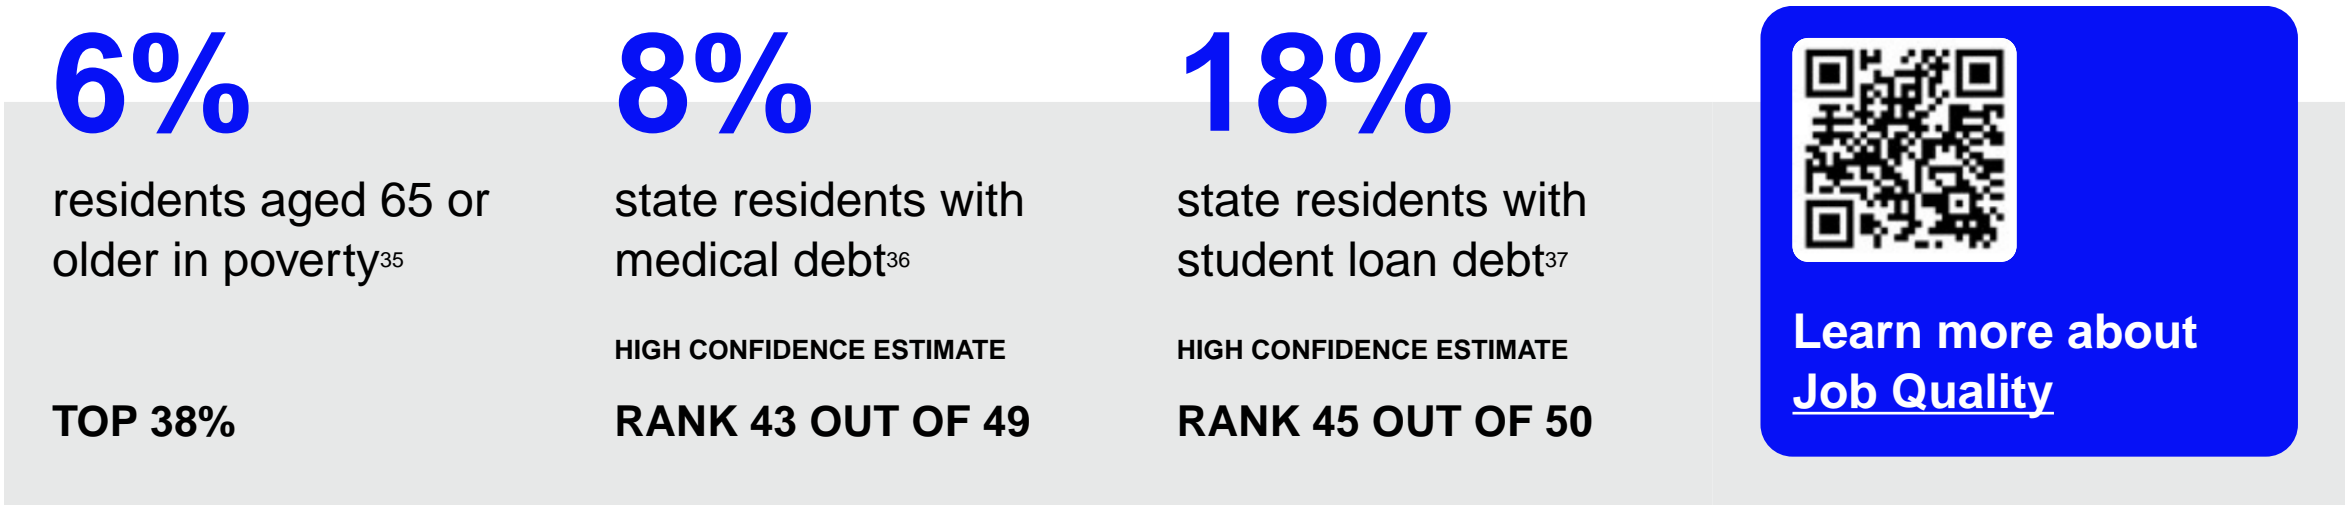 6%
residents aged 65 or
older in poverty35
TOP 38%
8%
state residents with
medical debt36
HIGH CONFIDENCE ESTIMATE
RANK 43 OUT OF 49
18%
state residents with
student loan debt37
HIGH CONFIDENCE ESTIMATE
RANK 45 OUT OF 50
Learn more about
Job Quality